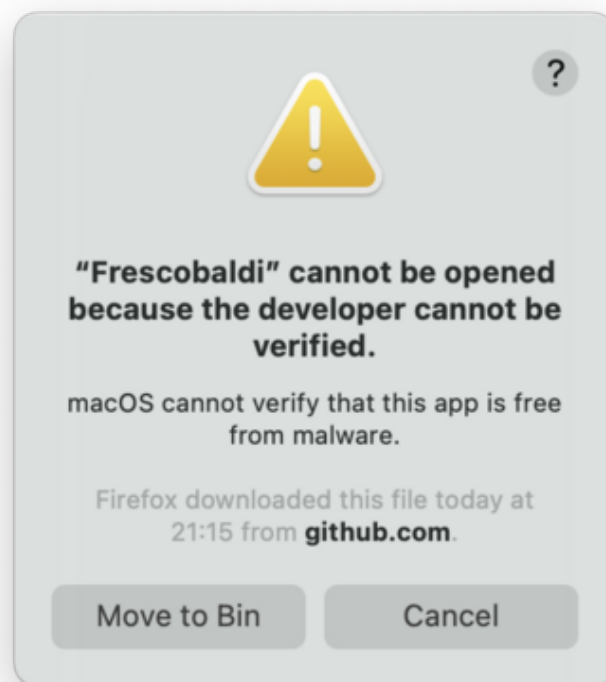 ?
“Frescobaldi” cannot be opened
because the developer cannot be
verified.
macOS cannot verify that this app is free
from malware.
Firefox downloaded this file today at
21:15 from github.com.
Move to Bin
Cancel